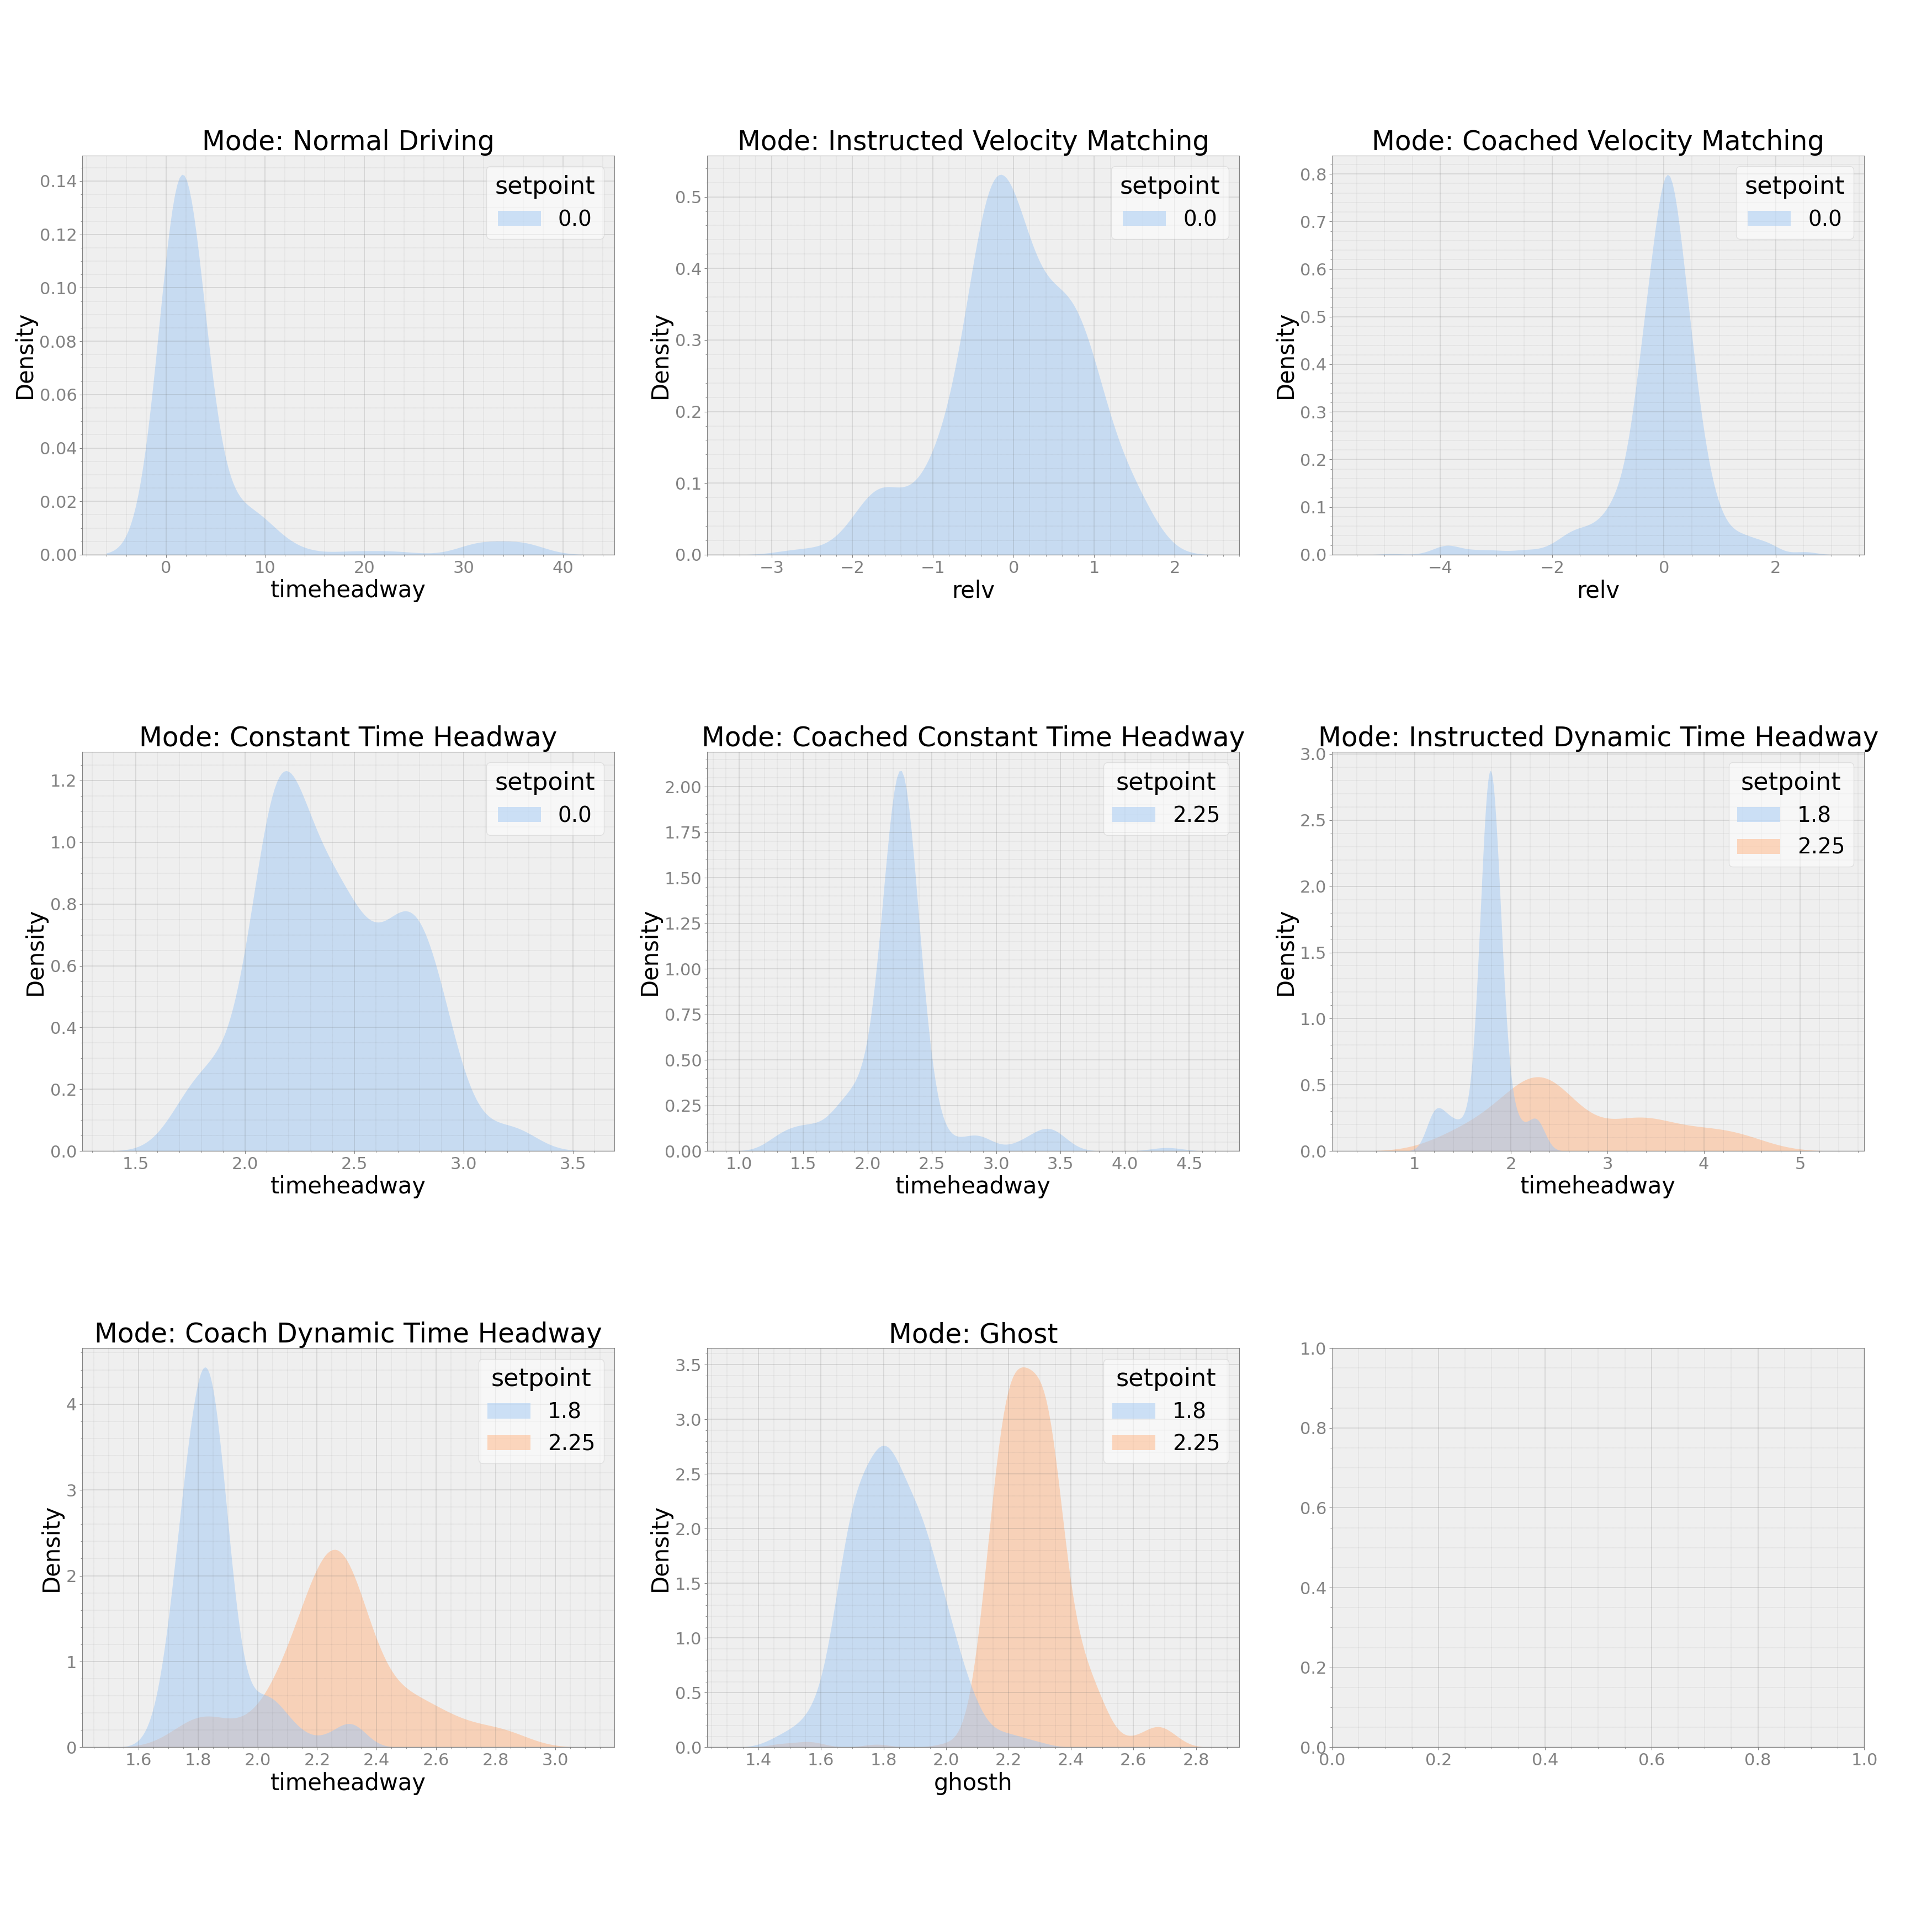 Mode: Normal Driving
setpoint
0.0
0.14
0.12
0.10
0.08
0.06
0.04
0.02
0.00
Density
0 10 20 30 40
timeheadway
Mode: Instructed Velocity Matching
setpoint
0.0
0.5
0.4
0.3
0.2
0.1
0.0
Density
−3 −2 −1 0 1 2
relv
Mode: Coached Velocity Matching
setpoint
0.0
0.8
0.7
0.6
0.5
0.4
0.3
0.2
0.1
0.0
Density
−4 −2 0 2
relv
Mode: Constant Time Headway
setpoint
0.0
1.2
1.0
0.8
0.6
0.4
0.2
0.0
Density
1.5 2.0 2.5 3.0 3.5
timeheadway
Mode: Coached Constant Time Headway
setpoint
2.25
2.00
1.75
1.50
1.25
1.00
0.75
0.50
0.25
0.00
Density
1.0 1.5 2.0 2.5 3.0 3.5 4.0 4.5
timeheadway
Mode: Instructed Dynamic Time Headway
setpoint
1.8
2.25
3.0
2.5
2.0
1.5
1.0
0.5
0.0
Density
1 2 3 4 5
timeheadway
Mode: Coach Dynamic Time Headway
setpoint
1.8
2.25
4
3
2
1
0
Density
1.6 1.8 2.0 2.2 2.4 2.6 2.8 3.0
timeheadway
Mode: Ghost
setpoint
1.8
2.25
3.5
3.0
2.5
2.0
1.5
1.0
0.5
0.0
Density
1.4 1.6 1.8 2.0 2.2 2.4 2.6 2.8
ghosth
1.0
0.8
0.6
0.4
0.2
0.0
0.0 0.2 0.4 0.6 0.8 1.0